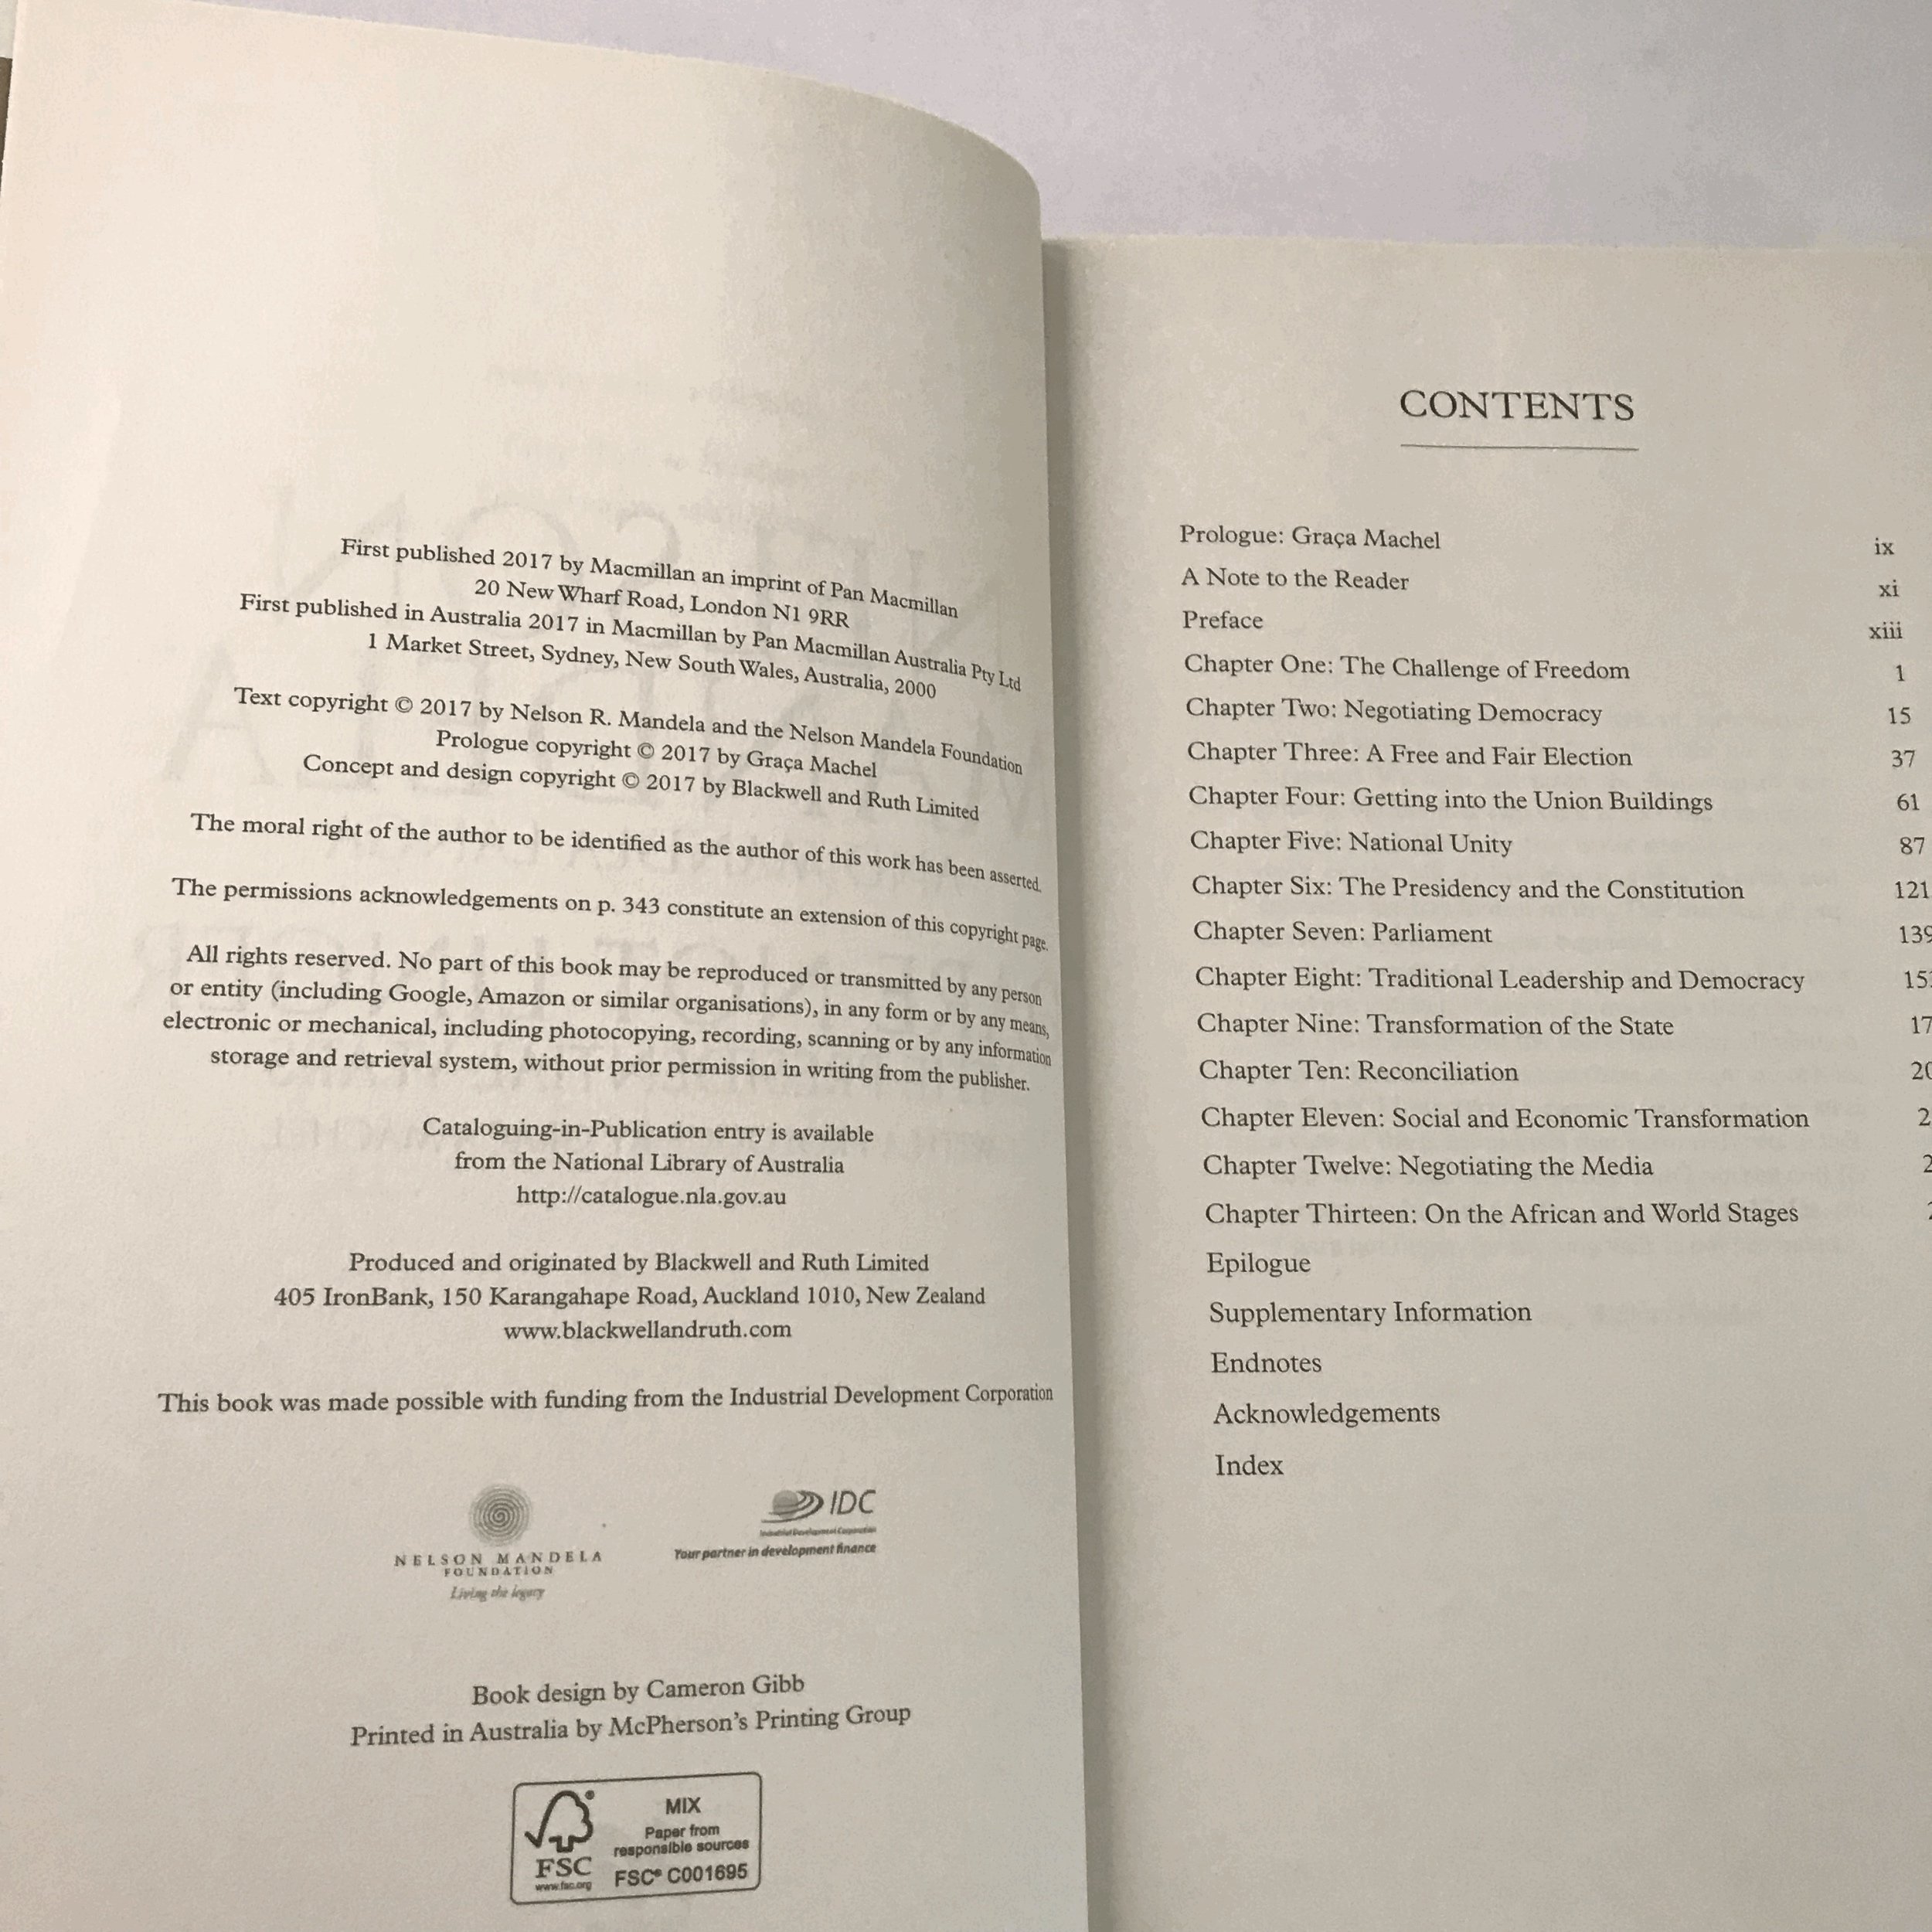 First published 2017 by Macmillan an imprint of Pan Macmillan
20 New Wharf Road, London N1 9RR
First published in Australia 2017 in Macmillan by Pan Macmillan Australia Pty Ltd
1 Market Street, Sydney, New South Wales, Australia, 2000
Text copyright © 2017 by Nelson R. Mandela and the Nelson Mandela Foundation
Prologue copyright © 2017 by Graça Machel
Concept and design copyright © 2017 by Blackwell and Ruth Limited
The moral right of the author to be identified as the author of this work has been asserted.
The permissions acknowledgements on p. 343 constitute an extension of this copyright page.
All rights reserved. No part of this book may be reproduced or transmitted by any person
or entity (including Google, Amazon or similar organisations), in any form or by any means,
electronic or mechanical, including photocopying, recording, scanning or by any information
storage and retrieval system, without prior permission in writing from the publisher.
Cataloguing-in-Publication entry is available
from the National Library of Australia
http://catalogue.nla.gov.au
Produced and originated by Blackwell and Ruth Limited
405 IronBank, 150 Karangahape Road, Auckland 1010, New Zealand
www.blackwellandruth.com
This book was made possible with funding from the Industrial Development Corporation
NELSON MANDELA
FOUNDATION
Living the legacy
IDC
Industrial Development Corporation
Your partner in development finance
Book design by Cameron Gibb
Printed in Australia by McPherson's Printing Group
FSC
www.fsc.org
MIX
Paper from
responsible sources
FSC® C001695
CONTENTS
Prologue: Graça Machel ix
A Note to the Reader xi
Preface xiii
Chapter One: The Challenge of Freedom 1
Chapter Two: Negotiating Democracy 15
Chapter Three: A Free and Fair Election 37
Chapter Four: Getting into the Union Buildings 61
Chapter Five: National Unity 87
Chapter Six: The Presidency and the Constitution 121
Chapter Seven: Parliament 139
Chapter Eight: Traditional Leadership and Democracy
Chapter Nine: Transformation of the State
Chapter Ten: Reconciliation
Chapter Eleven: Social and Economic Transformation
Chapter Twelve: Negotiating the Media
Chapter Thirteen: On the African and World Stages
Epilogue
Supplementary Information
Endnotes
Acknowledgements
Index